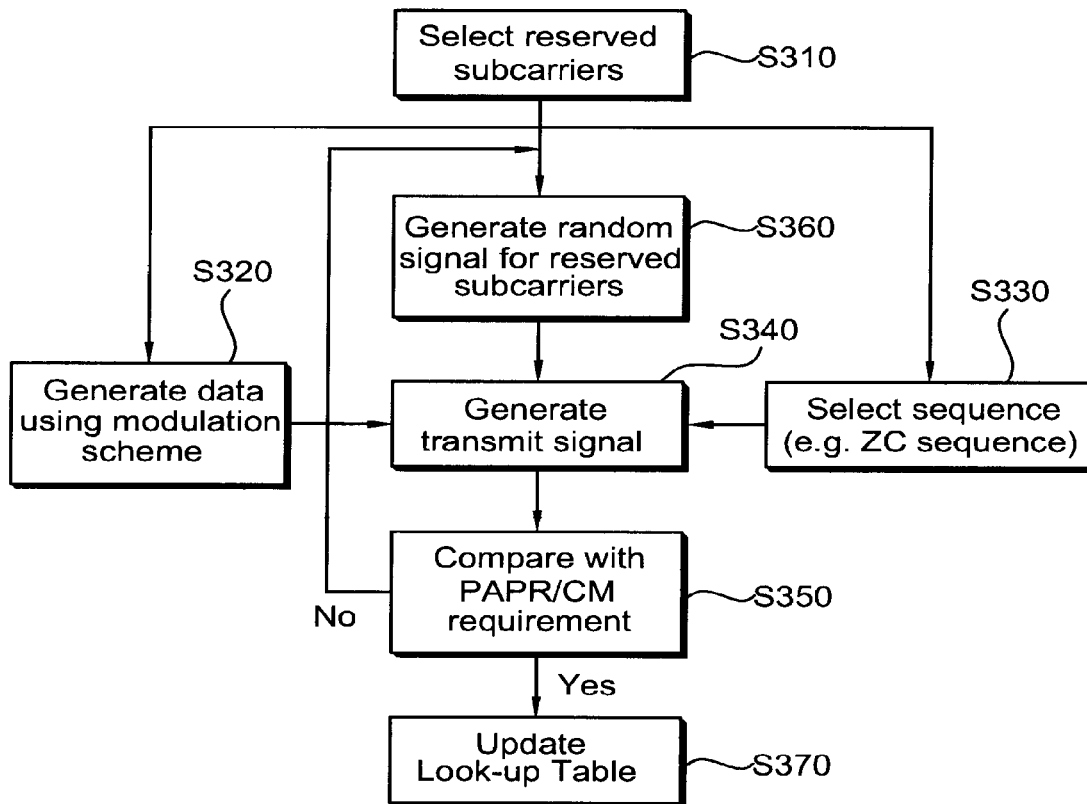 Select reserved
subcarriers
S310
Generate random
signal for reserved
subcarriers
S360
S320
Generate data
using modulation
scheme
S340
Generate
transmit signal
S330
Select sequence
(e.g. ZC sequence)
Compare with
PAPR/CM
requirement
S350
No
Yes
Update
Look-up Table
S370